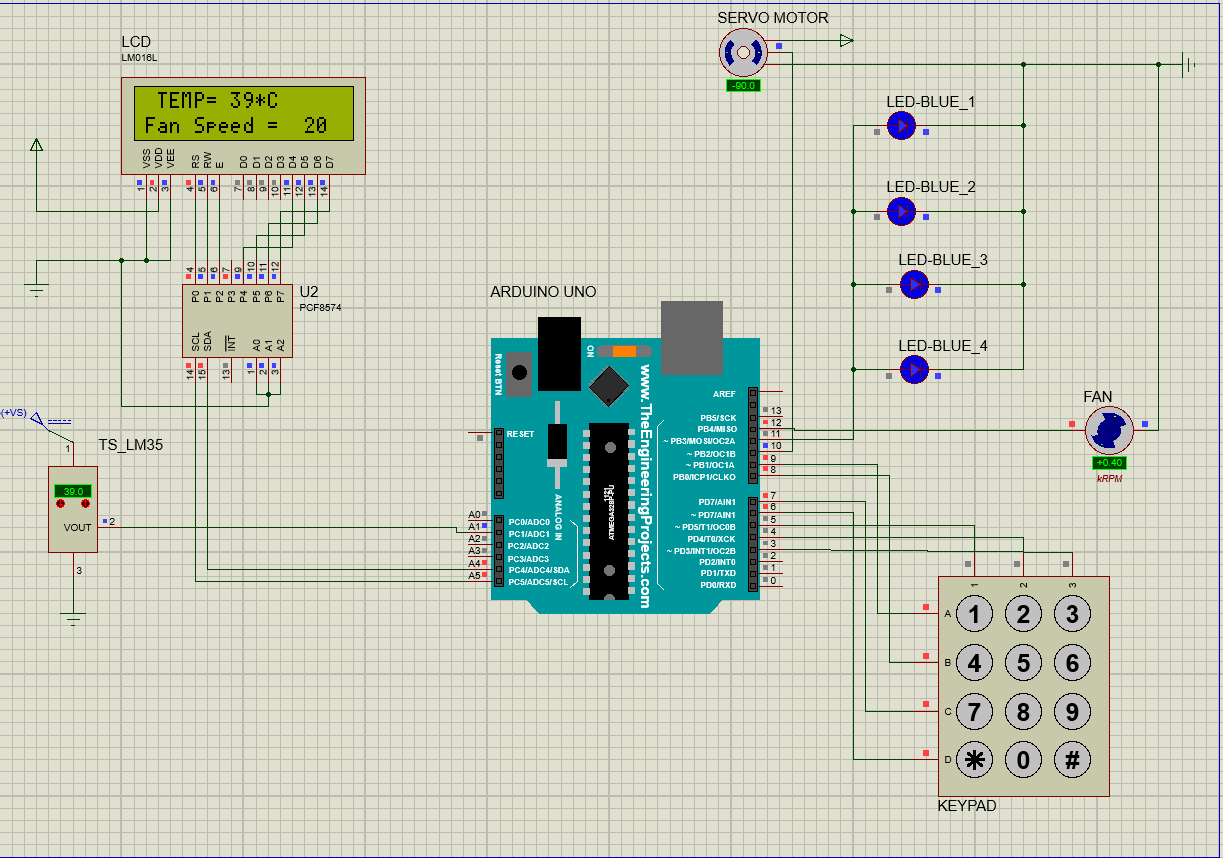 SERVO MOTOR
-90.0
LCD
LM016L
TEMP= 39*C
Fan Speed = 20
VSS VDD VEE RS RW E D0 D1 D2 D3 D4 D5 D6 D7
1 2 3 4 5 6 7 8 9 10 11 12 13 14
LED-BLUE_1
LED-BLUE_2
LED-BLUE_3
LED-BLUE_4
4 5 6 7 9 10 11 12
P0 P1 P2 P3 P4 P5 P6 P7
U2
PCF8574
SCL SDA INT A0 A1 A2
14 15 13 1 2 3
ARDUINO UNO
Reset BTN
ON
www.TheEngineeringProjects.com
ANALOG IN
RESET
A0 PC0/ADC0
A1 PC1/ADC1
A2 PC2/ADC2
A3 PC3/ADC3
A4 PC4/ADC4/SDA
A5 PC5/ADC5/SCL
AREF
PB5/SCK 13
PB4/MISO 12
~ PB3/MOSI/OC2A 11
~ PB2/OC1B 10
~ PB1/OC1A 9
PB0/ICP1/CLKO 8
PD7/AIN1 7
~ PD7/AIN1 6
~ PD5/T1/OC0B 5
PD4/T0/XCK 4
~ PD3/INT1/OC2B 3
PD2/INT0 2
PD1/TXD 1
PD0/RXD 0
FAN
+0.40
kRPM
(+VS)
1
TS_LM35
39.0
VOUT 2
3
1 2 3
A 1 2 3
B 4 5 6
C 7 8 9
D * 0 #
KEYPAD